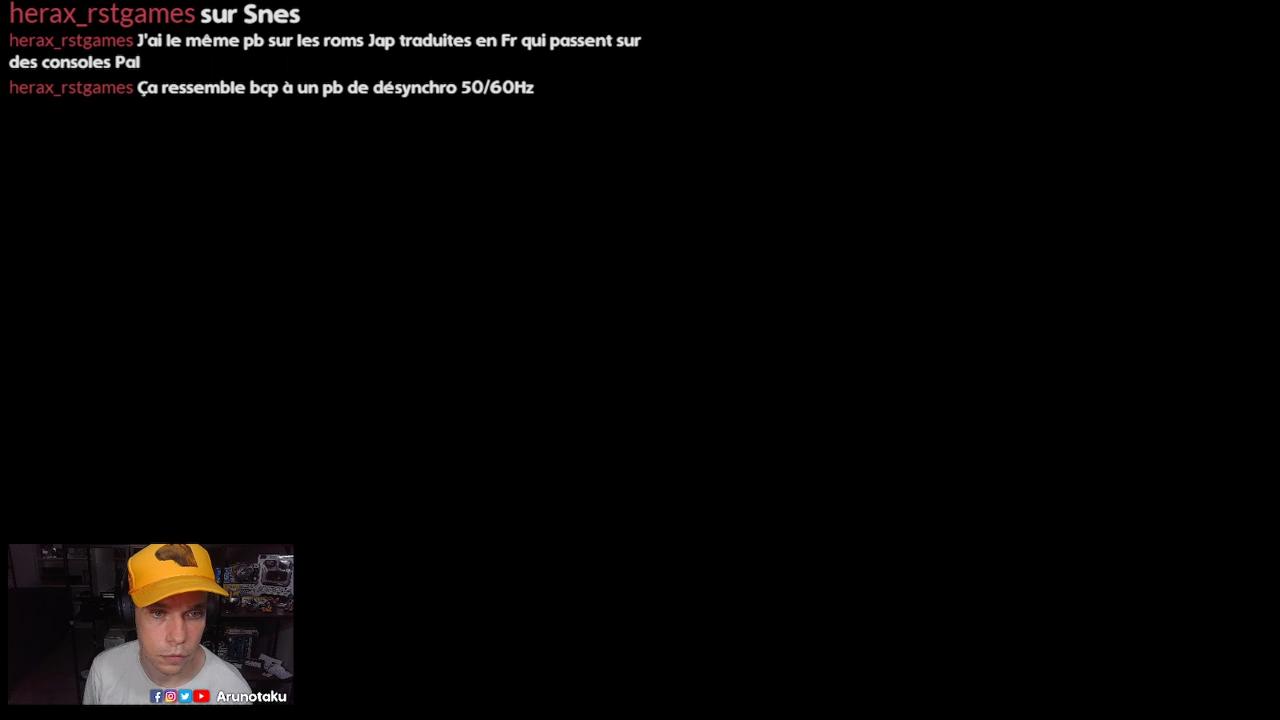 herax_rstgames sur Snes
herax_rstgames J'ai le même pb sur les roms Jap traduites en Fr qui passent sur
des consoles Pal
herax_rstgames Ça ressemble bcp à un pb de désynchro 50/60Hz
Arunotaku